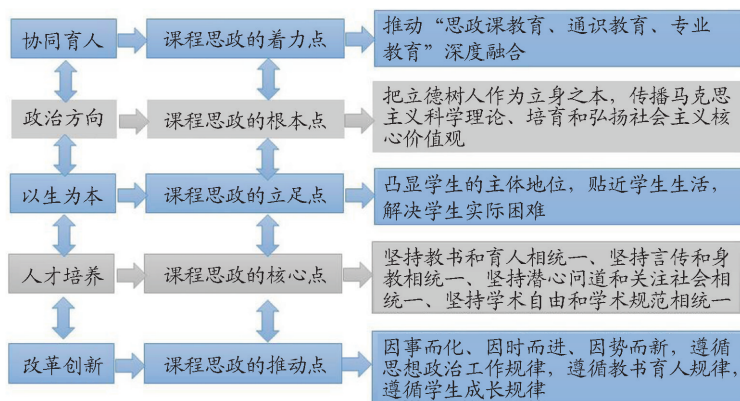 协同育人
课程思政的着力点
推动“思政课教育、通识教育、专业
教育”深度融合
政治方向
课程思政的根本点
把立德树人作为立身之本，传播马克思
主义科学理论、培育和弘扬社会主义核
心价值观
以生为本
课程思政的立足点
凸显学生的主体地位，贴近学生生活，
解决学生实际困难
人才培养
课程思政的核心点
坚持教书和育人相统一、坚持言传和身
教相统一、坚持潜心问道和关注社会相
统一、坚持学术自由和学术规范相统一
改革创新
课程思政的推动点
因事而化、因时而进、因势而新，遵循
思想政治工作规律，遵循教书育人规律，
遵循学生成长规律